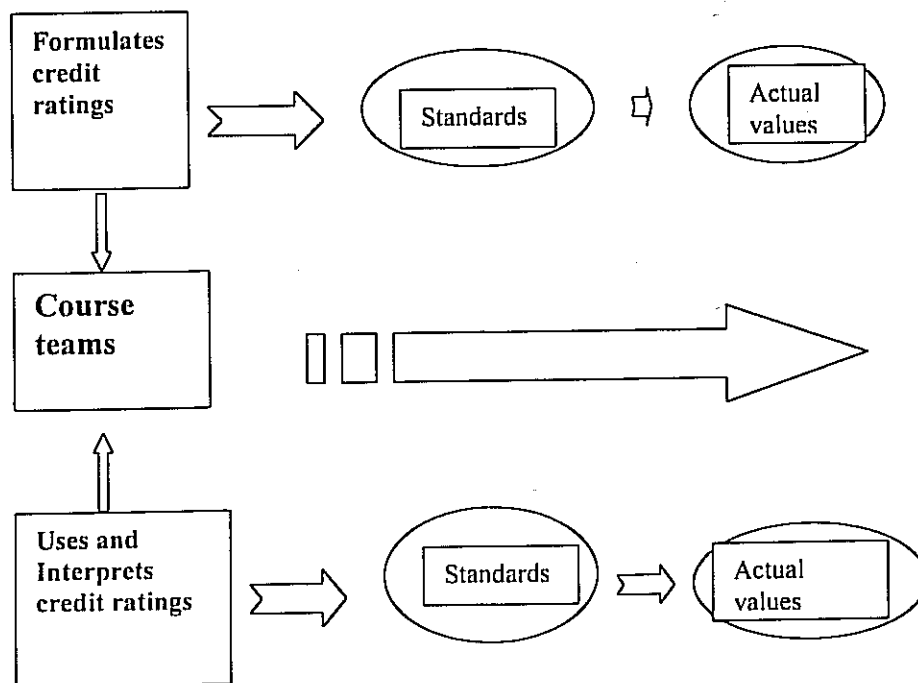 Formulates
credit
ratings
Standards
Actual
values
Course
teams
Uses and
Interprets
credit ratings
Standards
Actual
values